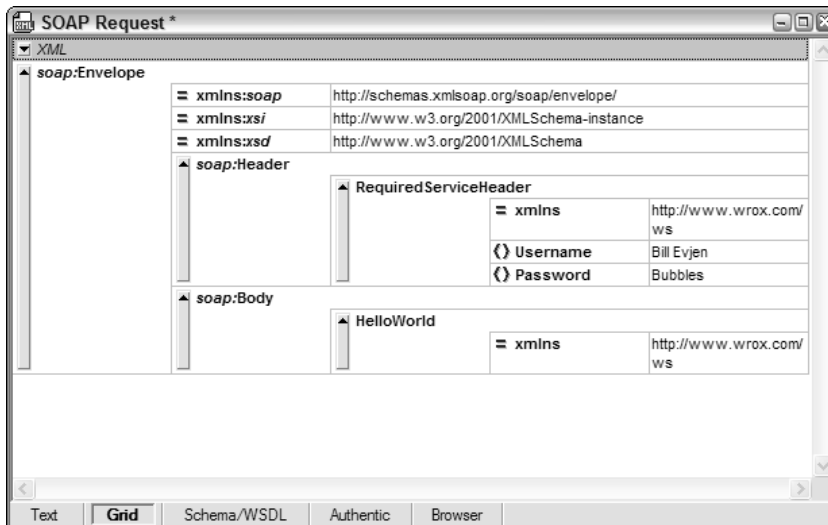 SOAP Request *
XML
soap:Envelope
= xmlns:soap http://schemas.xmlsoap.org/soap/envelope/
= xmlns:xsi http://www.w3.org/2001/XMLSchema-instance
= xmlns:xsd http://www.w3.org/2001/XMLSchema
soap:Header
RequiredServiceHeader
= xmlns http://www.wrox.com/
ws
() Username Bill Evjen
() Password Bubbles
soap:Body
HelloWorld
= xmlns http://www.wrox.com/
ws
Text Grid Schema/WSDL Authentic Browser